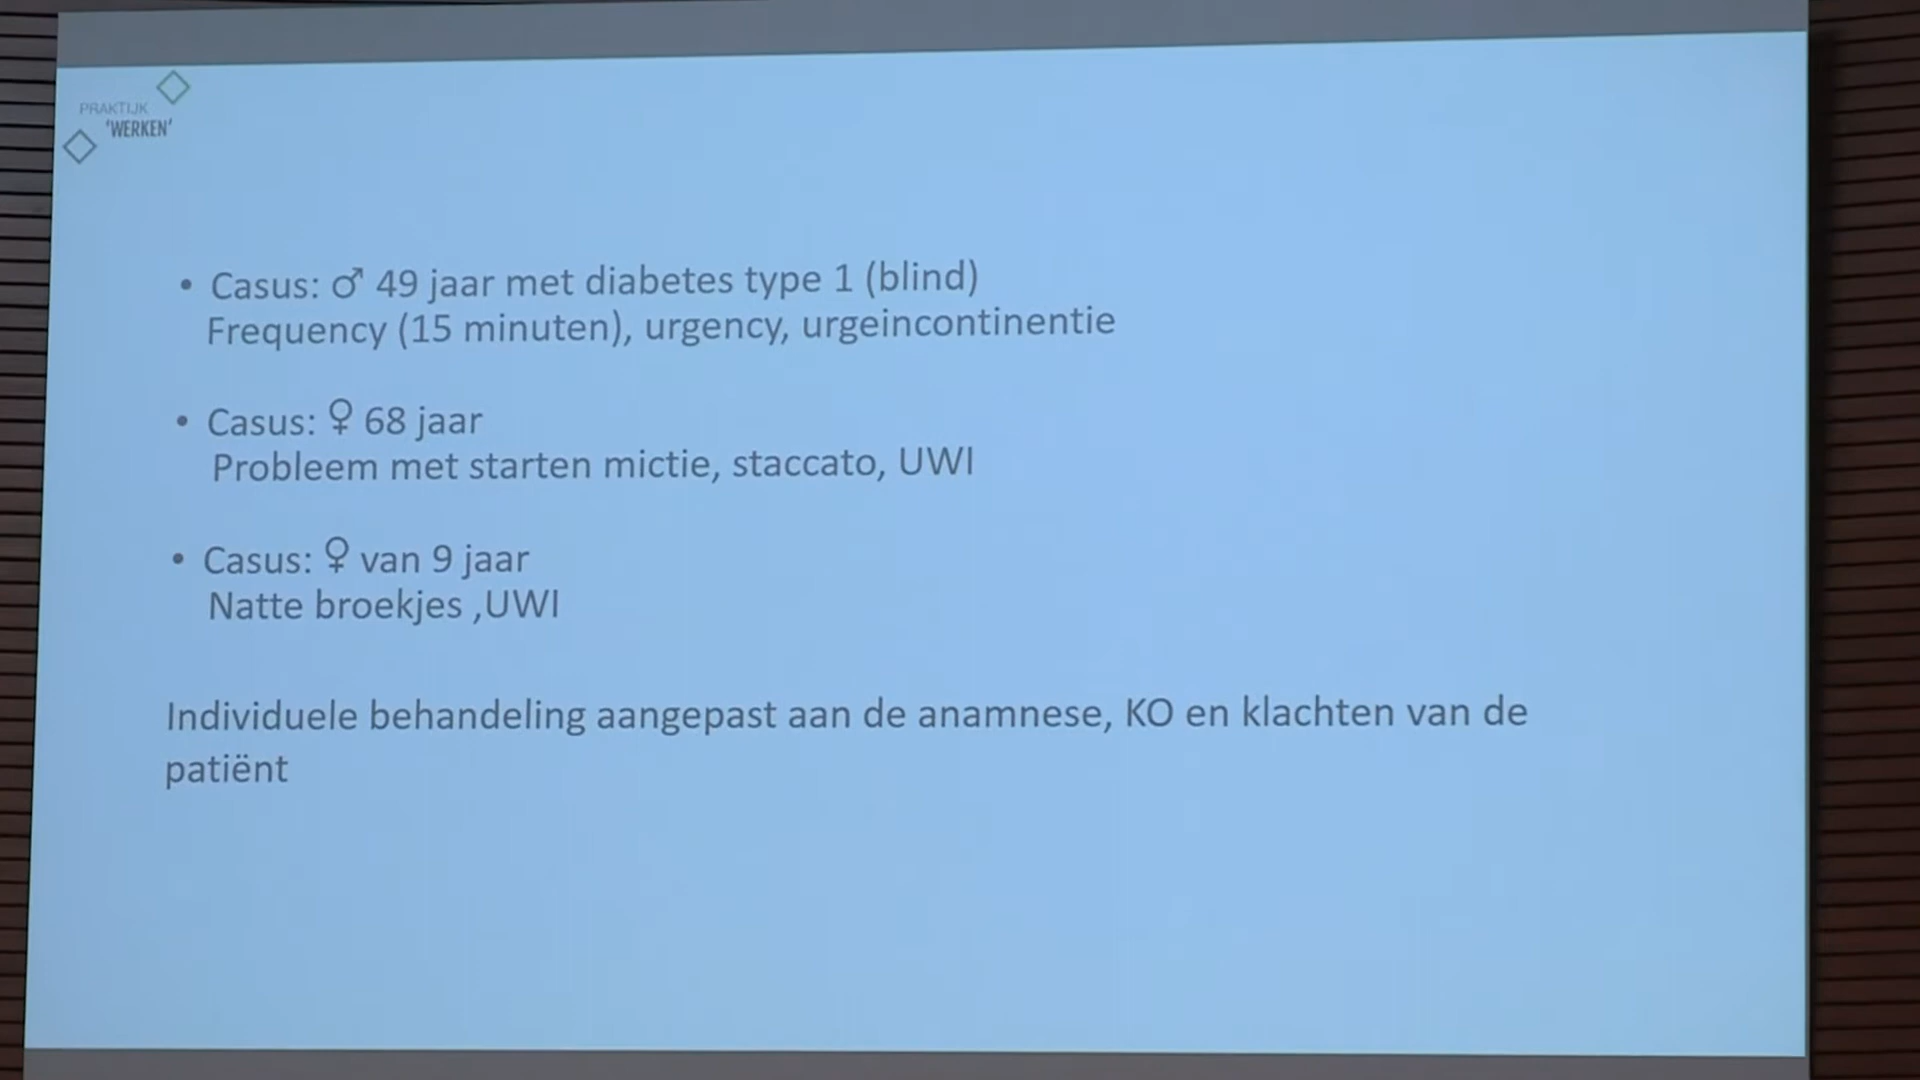 PRAKTIJK
'WERKEN'
• Casus: ♂ 49 jaar met diabetes type 1 (blind)
Frequency (15 minuten), urgency, urgeincontinentie
• Casus: ♀ 68 jaar
Probleem met starten mictie, staccato, UWI
• Casus: ♀ van 9 jaar
Natte broekjes ,UWI
Individuele behandeling aangepast aan de anamnese, KO en klachten van de
patiënt